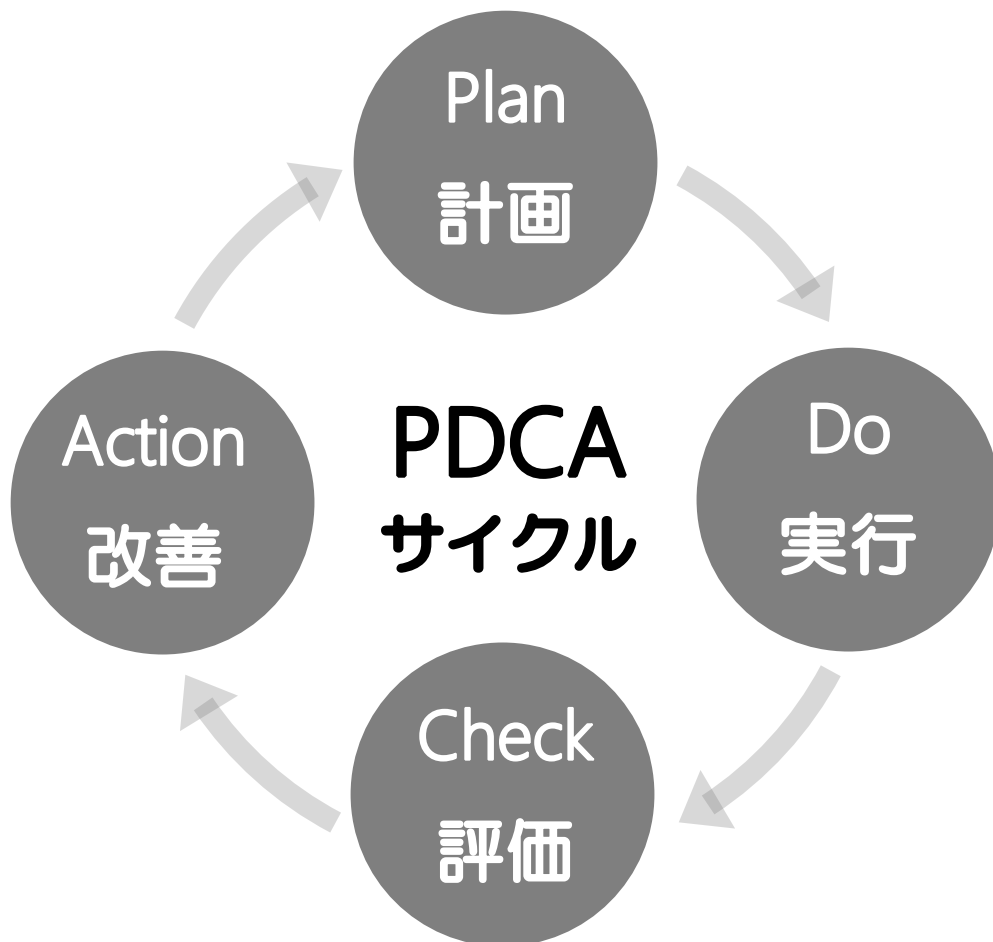 Plan
計画
Do
実行
Check
評価
Action
改善
PDCA
サイクル